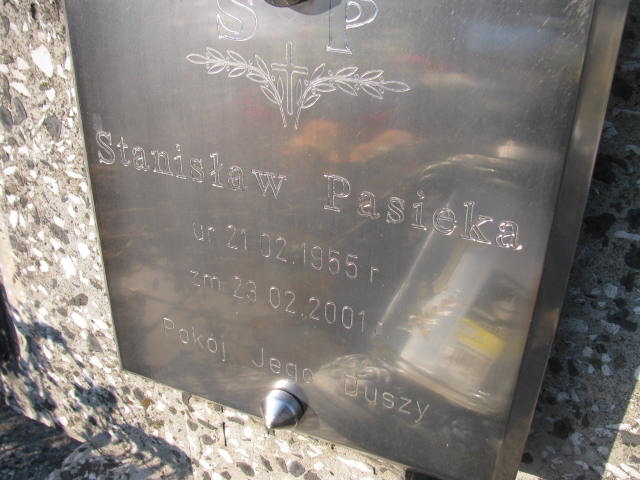 S P
Stanisław Pasieka
ur 21.02.1955 r
zm 23.02.2001
Pokój Jego Duszy